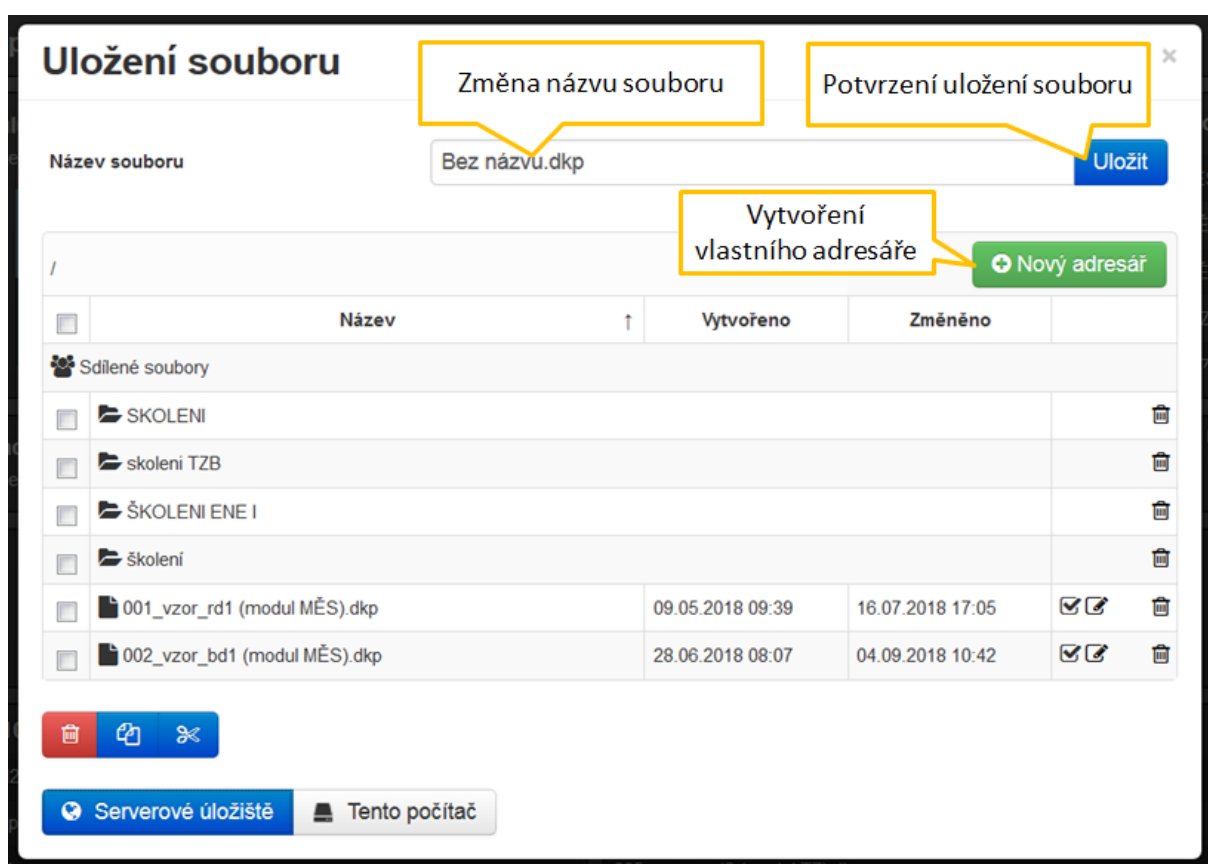 Uložení souboru
×
Změna názvu souboru
Potvrzení uložení souboru
Název souboru
Bez názvu.dkp
Uložit
Vytvoření
vlastního adresáře
/
Nový adresář
Název ↑ Vytvořeno Změněno
Sdílené soubory
SKOLENI
skoleni TZB
ŠKOLENI ENE I
školení
001_vzor_rd1 (modul MĚS).dkp 09.05.2018 09:39 16.07.2018 17:05
002_vzor_bd1 (modul MĚS).dkp 28.06.2018 08:07 04.09.2018 10:42
Serverové úložiště Tento počítač